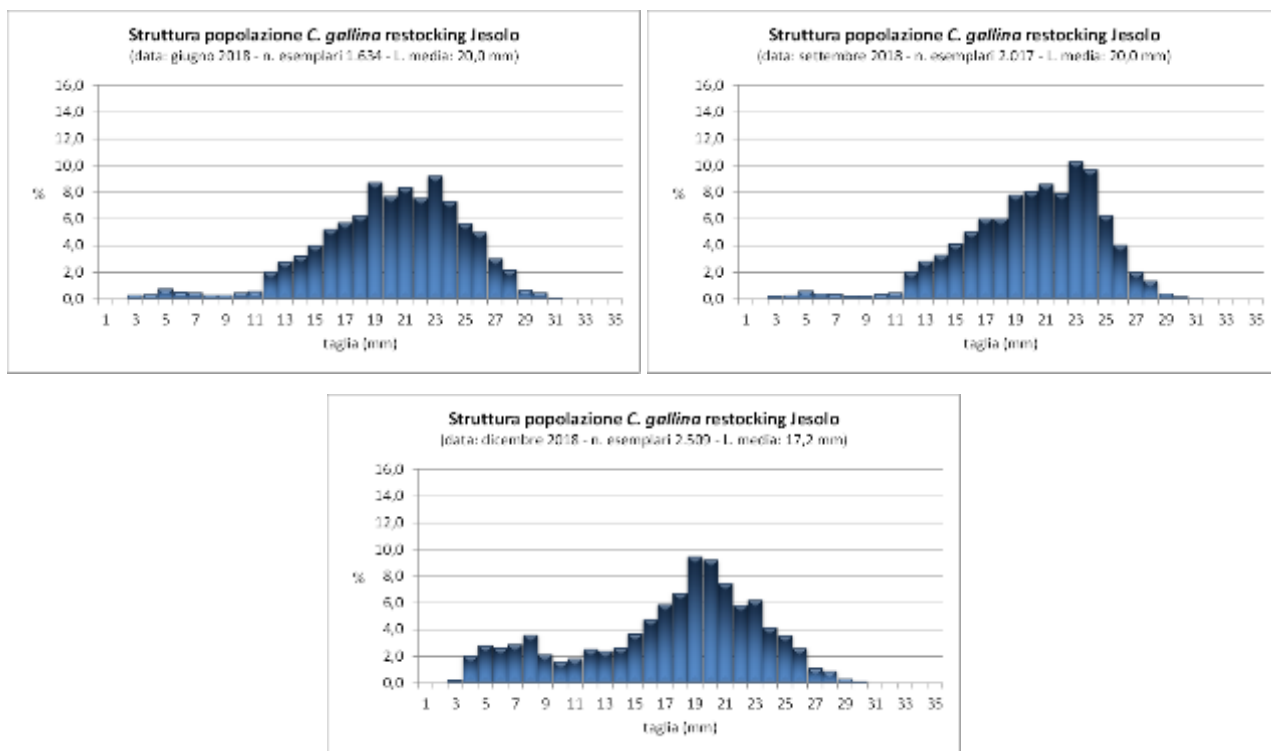 Struttura popolazione C. gallina restocking Jesolo
(data: giugno 2018 - n. esemplari 1.634 - L. media: 20,0 mm)
16,0
14,0
12,0
10,0
8,0
6,0
4,0
2,0
0,0
%
1 3 5 7 9 11 13 15 17 19 21 23 25 27 29 31 33 35
taglia (mm)
Struttura popolazione C. gallina restocking Jesolo
(data: settembre 2018 - n. esemplari 2.017 - L. media: 20,0 mm)
16,0
14,0
12,0
10,0
8,0
6,0
4,0
2,0
0,0
%
1 3 5 7 9 11 13 15 17 19 21 23 25 27 29 31 33 35
taglia (mm)
Struttura popolazione C. gallina restocking Jesolo
(data: dicembre 2018 - n. esemplari 2.509 - L. media: 17,2 mm)
16,0
14,0
12,0
10,0
8,0
6,0
4,0
2,0
0,0
%
1 3 5 7 9 11 13 15 17 19 21 23 25 27 29 31 33 35
taglia (mm)